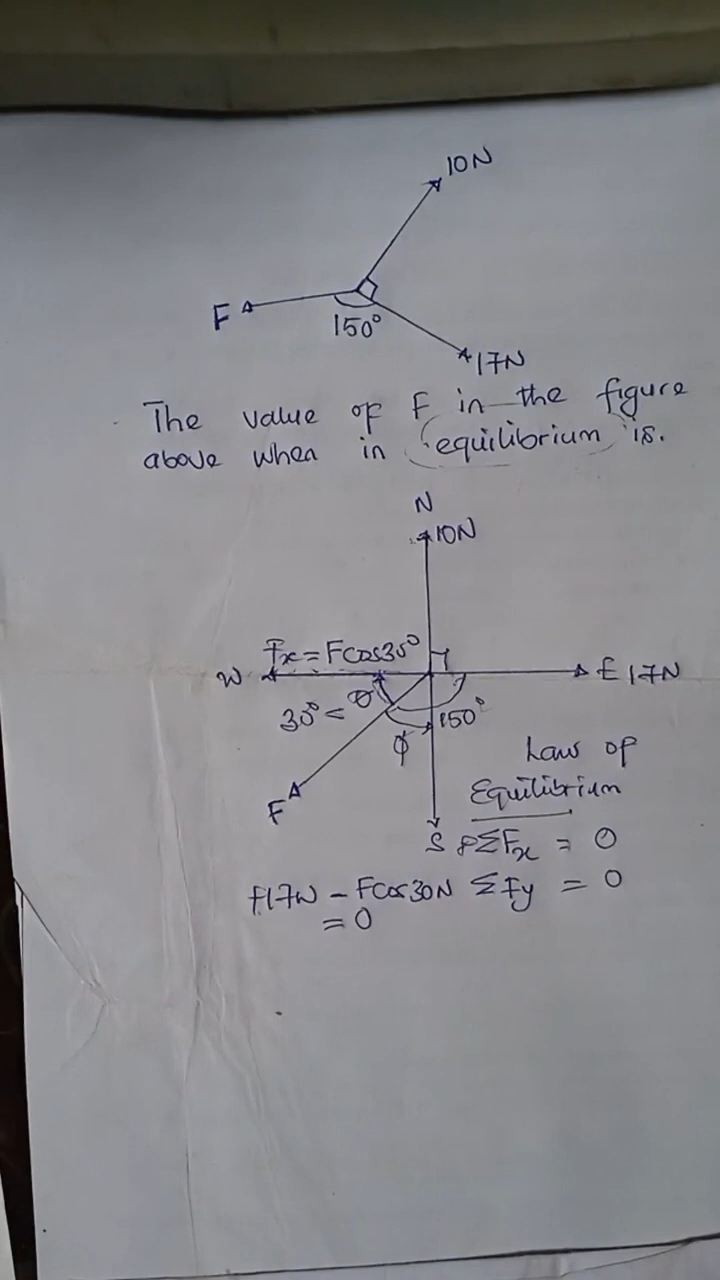 10N
F
150°
17N
The value of F in the figure
above when in equilibrium is.
N
10N
Fx = Fcos30°
W
E 17N
30° = θ
150°
ϕ
Law of
Equilibrium
F
S
ΣFx = 0
+17N - Fcos30N
ΣFy = 0
= 0